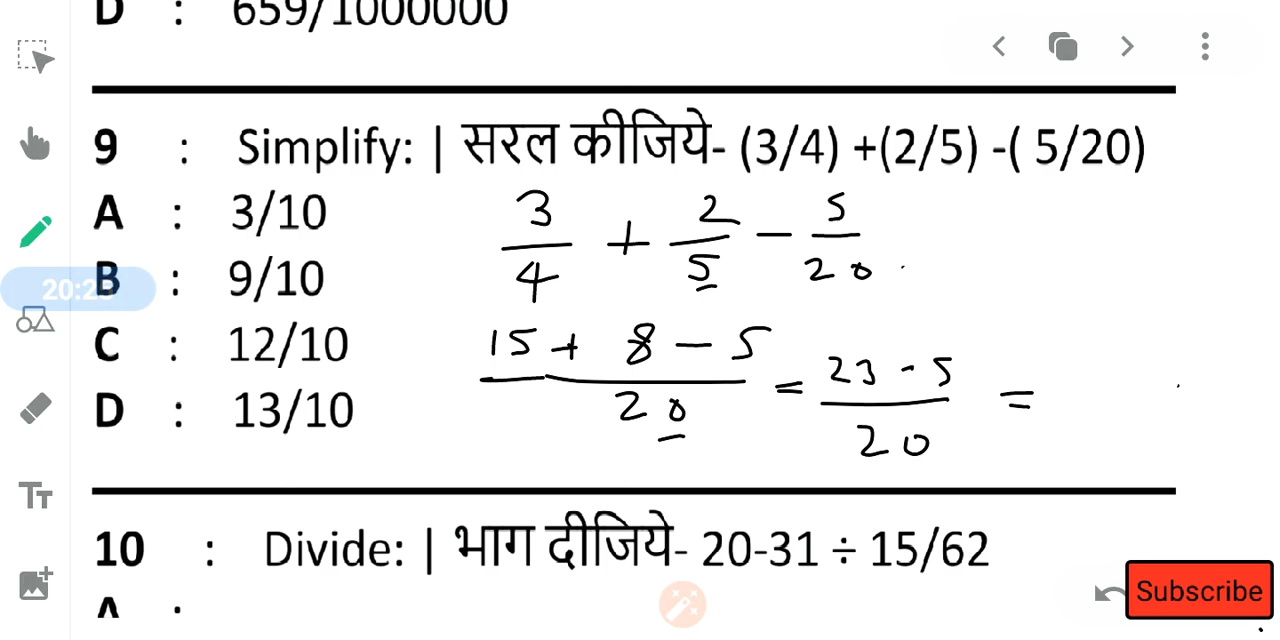 D : 659/1000000
9 : Simplify: | सरल कीजिये- (3/4) +(2/5) -( 5/20)
A : 3/10
B : 9/10
C : 12/10
D : 13/10
3/4 + 2/5 - 5/20
15 + 8 - 5 / 20 = 23 - 5 / 20 =
10 : Divide: | भाग दीजिये- 20-31 ÷ 15/62
A :
Tт
Subscribe